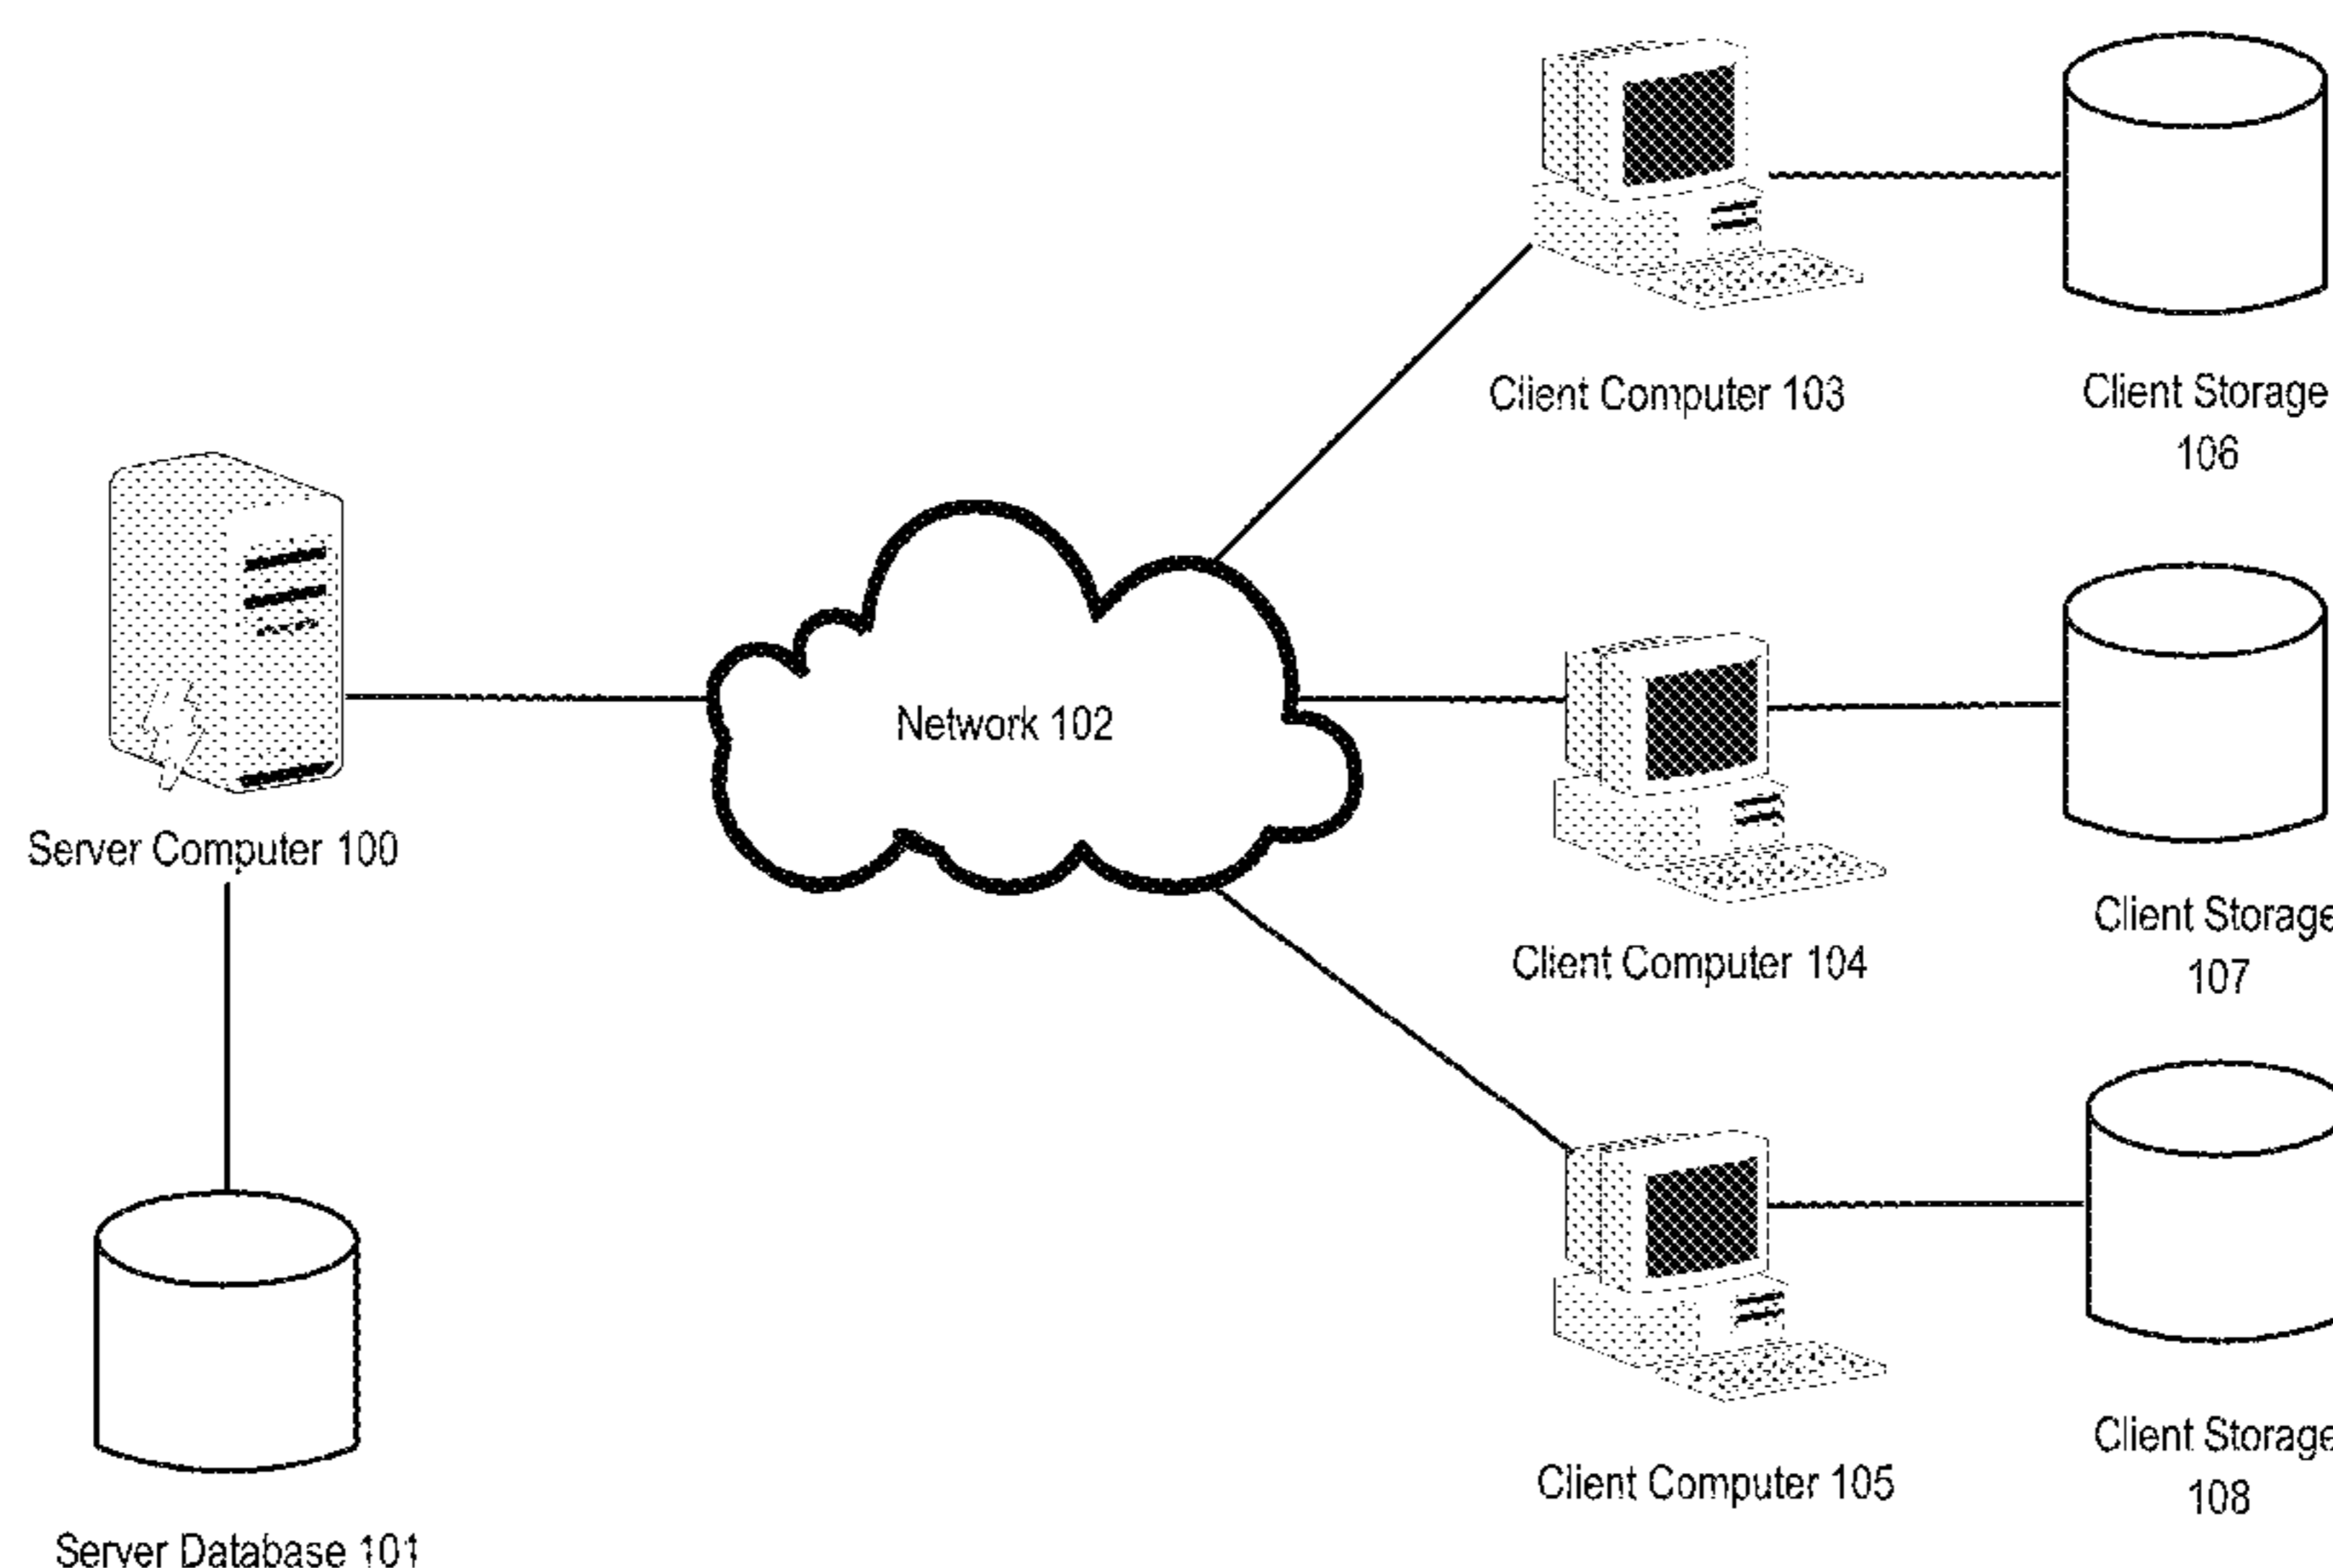 Client Computer 103
Client Storage
106
Network 102
Server Computer 100
Client Storage
107
Client Computer 104
Client Storage
108
Client Computer 105
Server Database 101